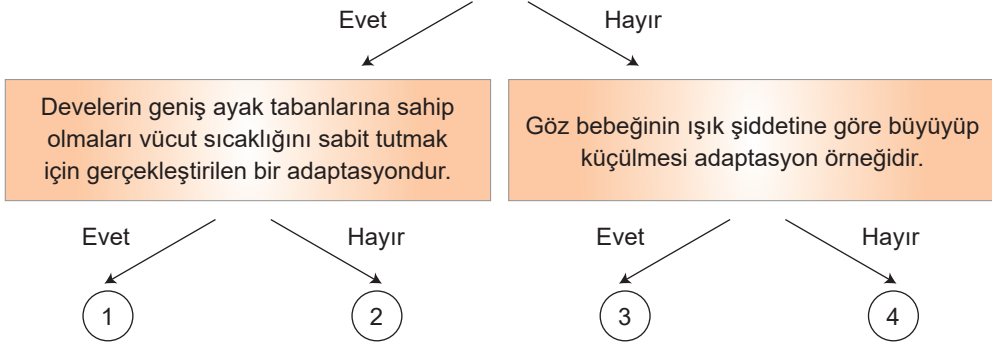 Evet
Hayır
Develerin geniş ayak tabanlarına sahip
olmaları vücut sıcaklığını sabit tutmak
için gerçekleştirilen bir adaptasyondur.
Göz bebeğinin ışık şiddetine göre büyüyüp
küçülmesi adaptasyon örneğidir.
Evet
Hayır
Evet
Hayır
1
2
3
4